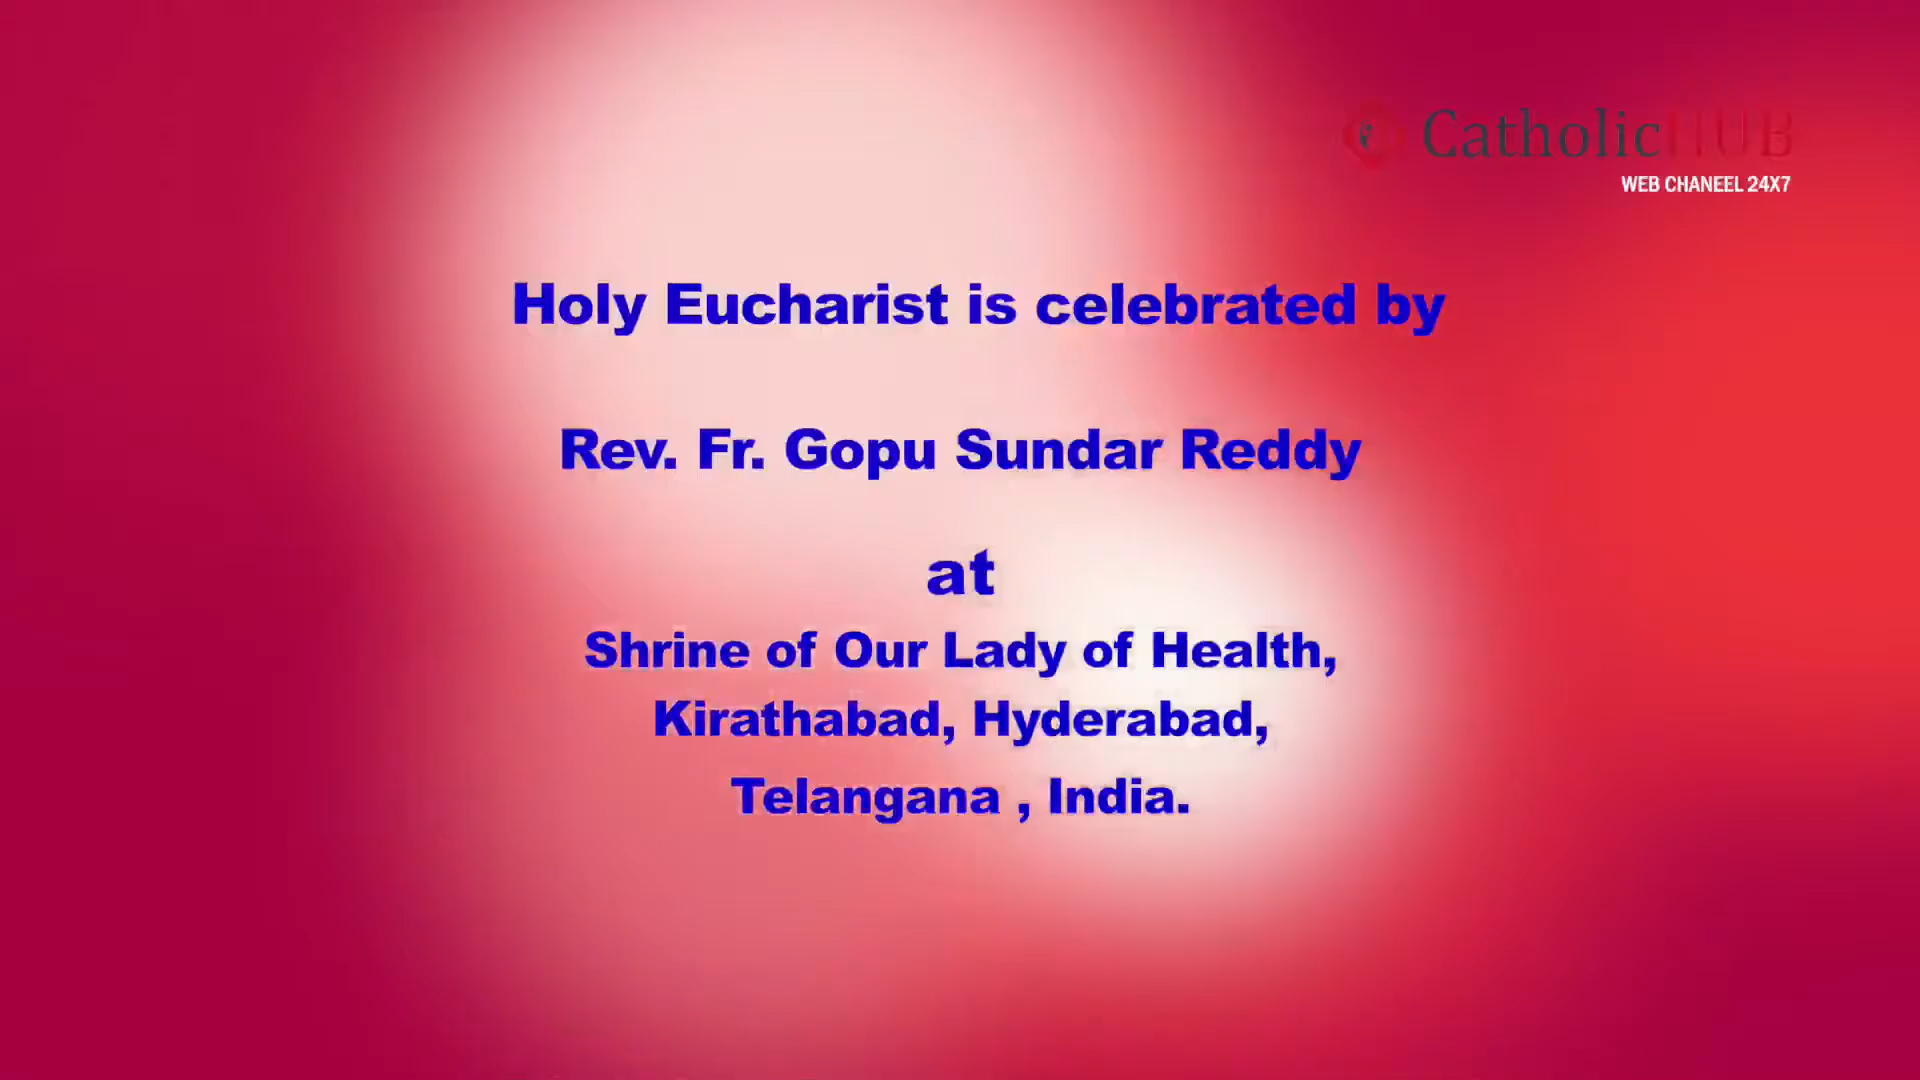 CatholicHUB
WEB CHANEEL 24X7
Holy Eucharist is celebrated by
Rev. Fr. Gopu Sundar Reddy
at
Shrine of Our Lady of Health,
Kirathabad, Hyderabad,
Telangana , India.